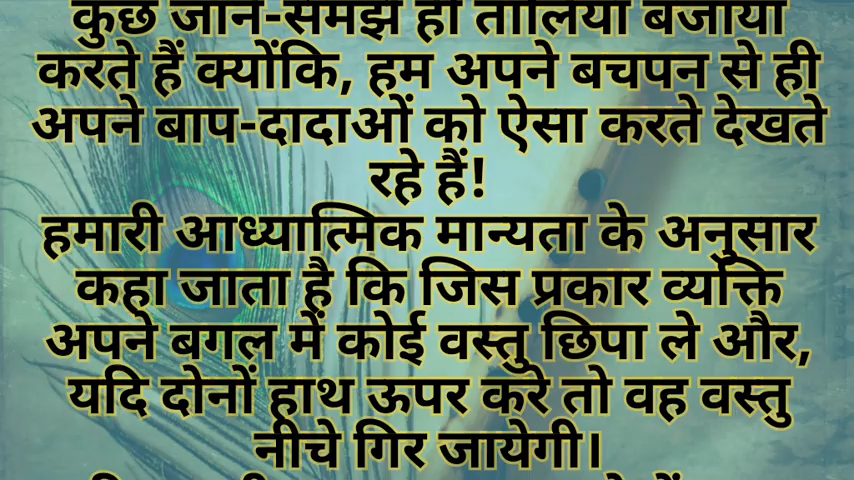 कुछ जाने-समझे ही तालियां बजाया
करते हैं क्योंकि, हम अपने बचपन से ही
अपने बाप-दादाओं को ऐसा करते देखते
रहे हैं!
हमारी आध्यात्मिक मान्यता के अनुसार
कहा जाता है कि जिस प्रकार व्यक्ति
अपने बगल में कोई वस्तु छिपा ले और,
यदि दोनों हाथ ऊपर करे तो वह वस्तु
नीचे गिर जायेगी।